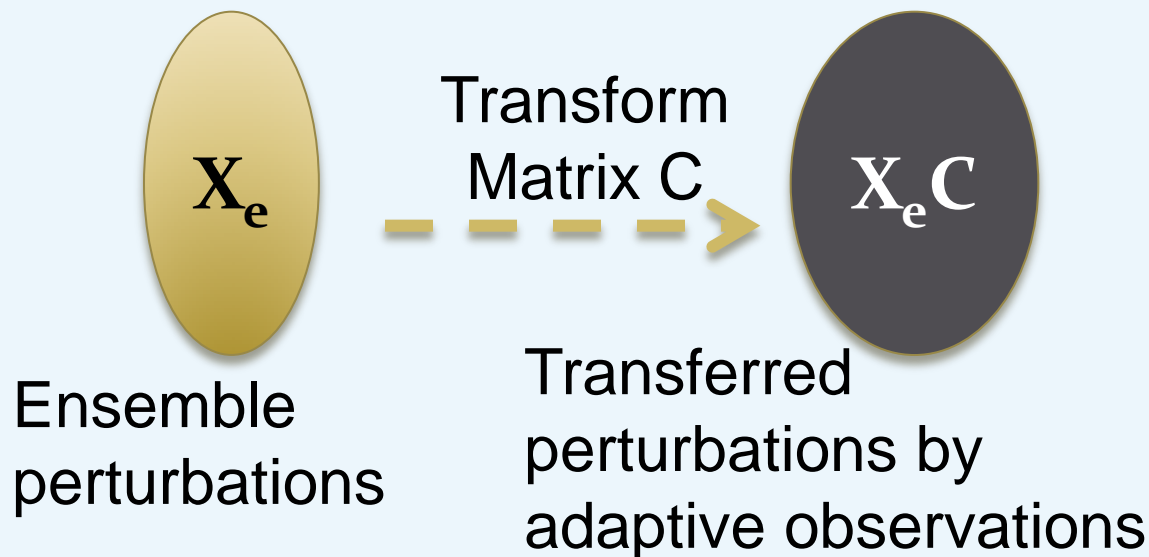 Xₑ
Transform
Matrix C
XₑC
Ensemble
perturbations
Transferred
perturbations by
adaptive observations